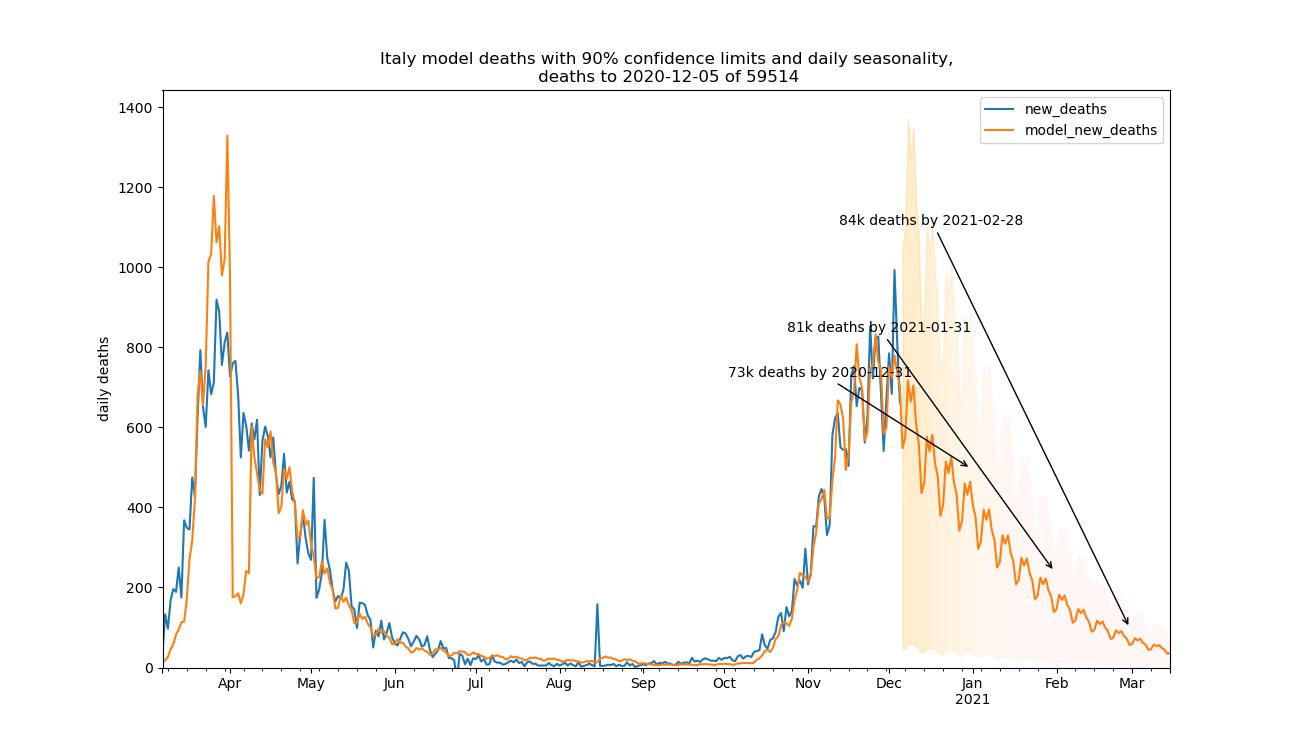 Italy model deaths with 90% confidence limits and daily seasonality,
deaths to 2020-12-05 of 59514
new_deaths
model_new_deaths
1400
1200
1000
800
600
400
200
0
daily deaths
84k deaths by 2021-02-28
81k deaths by 2021-01-31
73k deaths by 2020-12-31
Apr May Jun Jul Aug Sep Oct Nov Dec Jan Feb Mar
2021